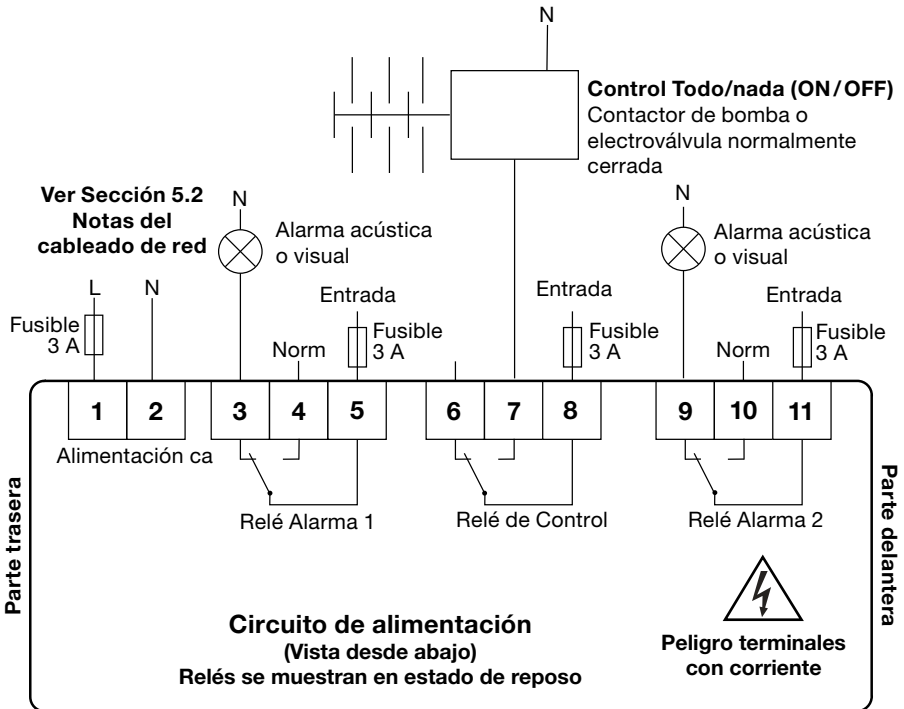 N
Control Todo/nada (ON/OFF)
Contactor de bomba o
electroválvula normalmente
cerrada
Ver Sección 5.2
Notas del
cableado de red
N
Alarma acústica
o visual
N
Alarma acústica
o visual
L
N
Fusible
3 A
Norm
Entrada
Fusible
3 A
Entrada
Fusible
3 A
Norm
Entrada
Fusible
3 A
1 2 3 4 5 6 7 8 9 10 11
Alimentación ca
Relé Alarma 1
Relé de Control
Relé Alarma 2
Parte trasera
Parte delantera
Circuito de alimentación
(Vista desde abajo)
Relés se muestran en estado de reposo
Peligro terminales
con corriente